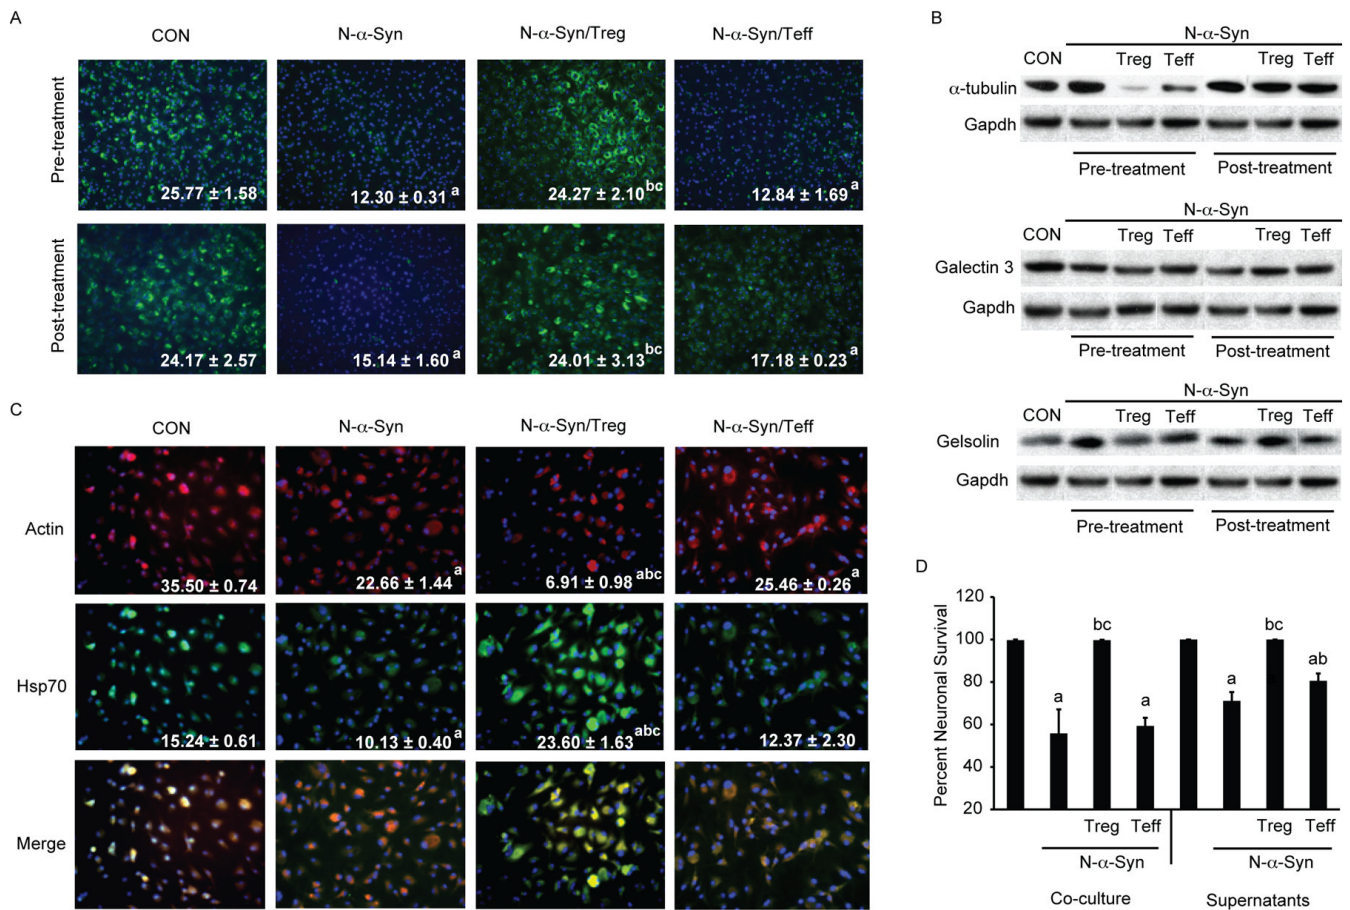 A
CON
N-α-Syn
N-α-Syn/Treg
N-α-Syn/Teff
Pre-treatment
25.77 ± 1.58
12.30 ± 0.31 a
24.27 ± 2.10 bc
12.84 ± 1.69 a
Post-treatment
24.17 ± 2.57
15.14 ± 1.60 a
24.01 ± 3.13 bc
17.18 ± 0.23 a
B
N-α-Syn
CON Treg Teff Treg Teff
α-tubulin
Gapdh
Pre-treatment Post-treatment
N-α-Syn
CON Treg Teff Treg Teff
Galectin 3
Gapdh
Pre-treatment Post-treatment
N-α-Syn
CON Treg Teff Treg Teff
Gelsolin
Gapdh
Pre-treatment Post-treatment
C
CON
N-α-Syn
N-α-Syn/Treg
N-α-Syn/Teff
Actin
35.50 ± 0.74
22.66 ± 1.44 a
6.91 ± 0.98 abc
25.46 ± 0.26 a
Hsp70
15.24 ± 0.61
10.13 ± 0.40 a
23.60 ± 1.63 abc
12.37 ± 2.30
Merge
D
Percent Neuronal Survival
120
100
80
60
40
20
a
bc
a
a
bc
ab
Treg Teff Treg Teff
N-α-Syn N-α-Syn
Co-culture Supernatants